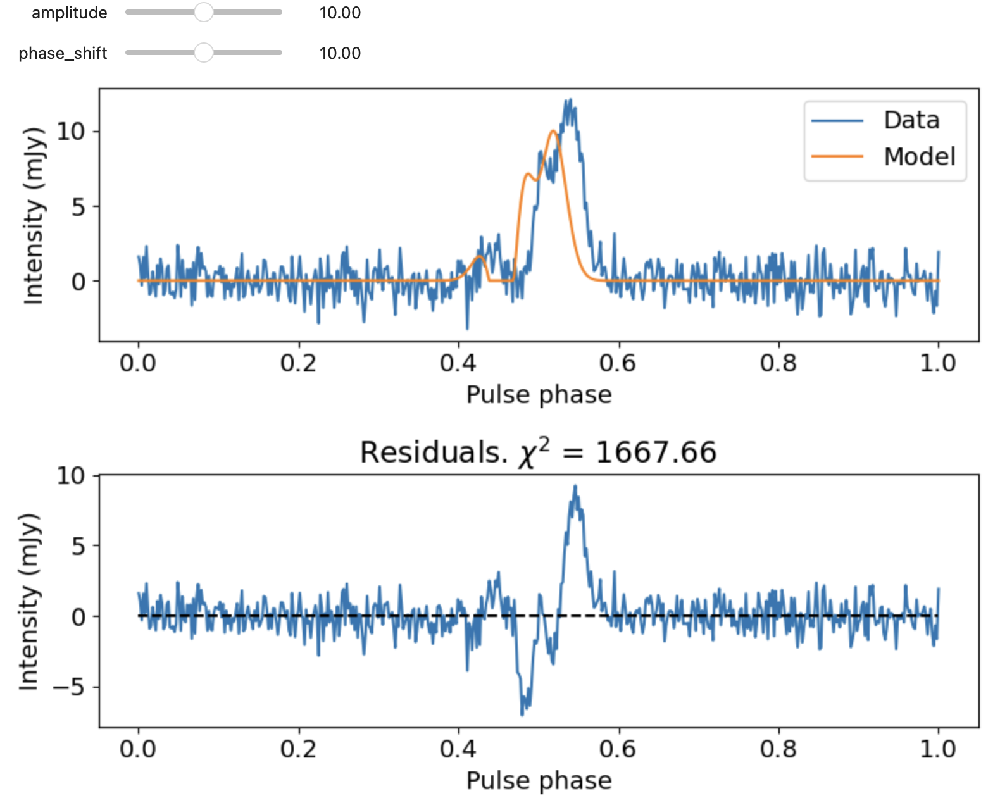 amplitude 10.00
phase_shift 10.00
Intensity (mJy)
10
5
0
Data
Model
0.0 0.2 0.4 0.6 0.8 1.0
Pulse phase
Residuals. χ² = 1667.66
Intensity (mJy)
10
5
0
−5
0.0 0.2 0.4 0.6 0.8 1.0
Pulse phase